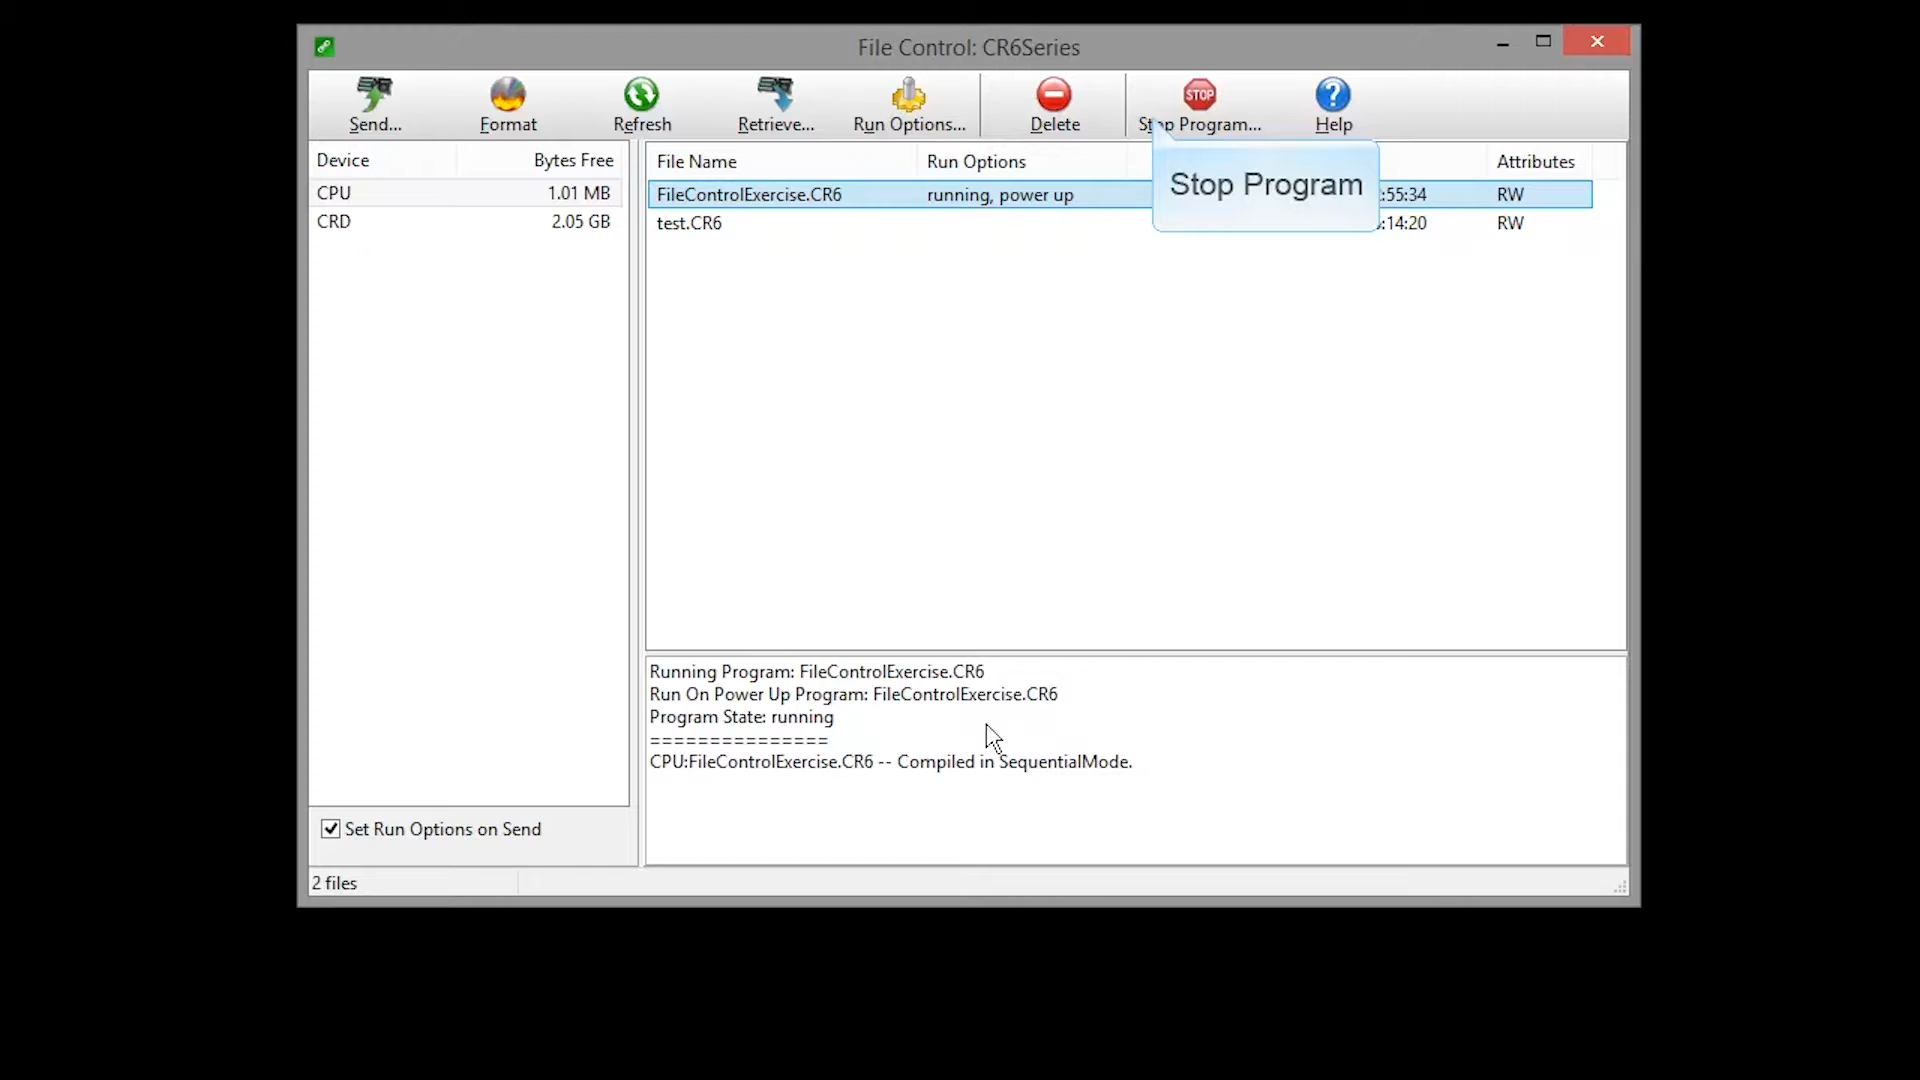 File Control: CR6Series
Send... Format Refresh Retrieve... Run Options... Delete STOP Stop Program... ? Help
Device Bytes Free
CPU 1.01 MB
CRD 2.05 GB
File Name Run Options Attributes
FileControlExercise.CR6 running, power up :55:34 RW
test.CR6 :14:20 RW
Stop Program
Running Program: FileControlExercise.CR6
Run On Power Up Program: FileControlExercise.CR6
Program State: running
===============
CPU:FileControlExercise.CR6 -- Compiled in SequentialMode.
Set Run Options on Send
2 files